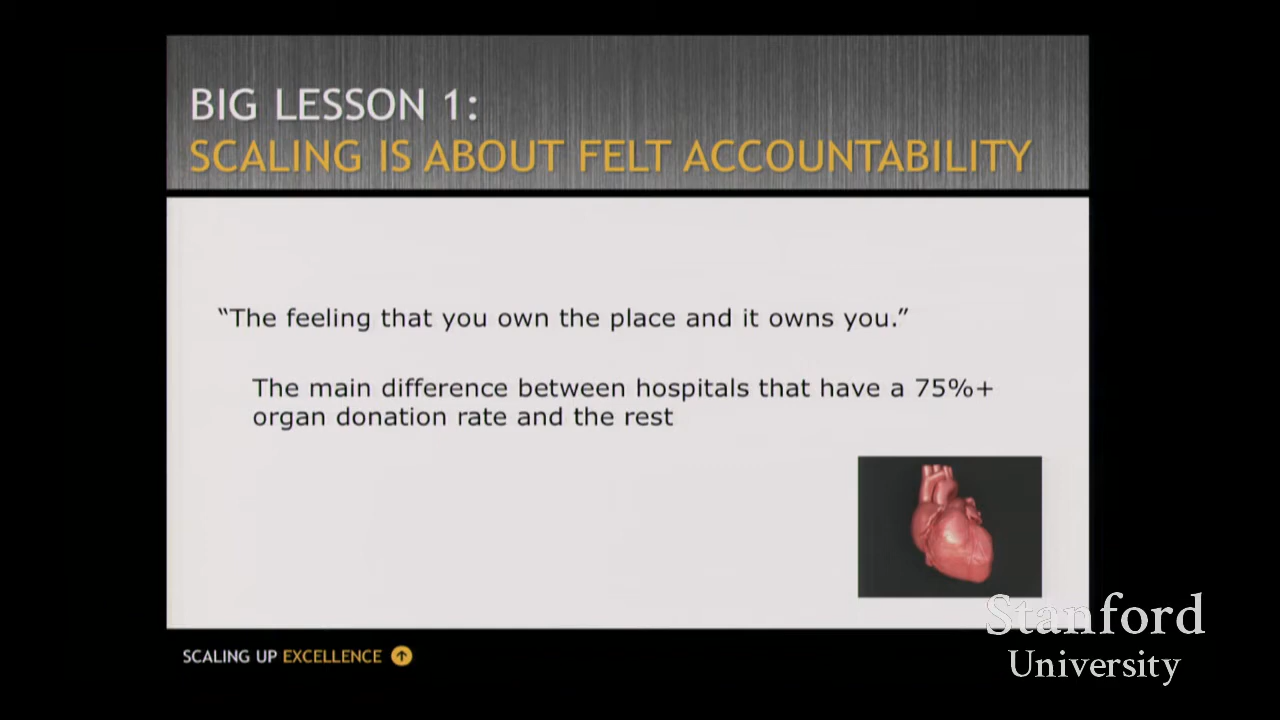 BIG LESSON 1:
SCALING IS ABOUT FELT ACCOUNTABILITY
“The feeling that you own the place and it owns you.”
The main difference between hospitals that have a 75%+
organ donation rate and the rest
SCALING UP EXCELLENCE
Stanford
University